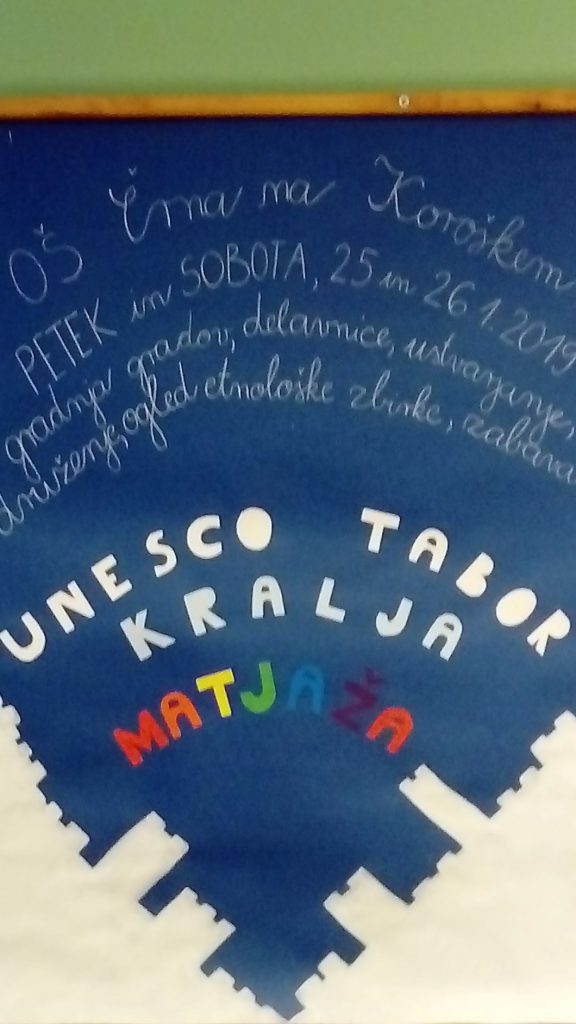 OŠ Črna na Koroškem
PETEK in SOBOTA, 25 in 26.1.2019
gradnja gradov, delavnice, ustvarjanje,
druženje, ogled etnološke zbirke, zabava
UNESCO TABOR
KRALJA
MATJAŽA